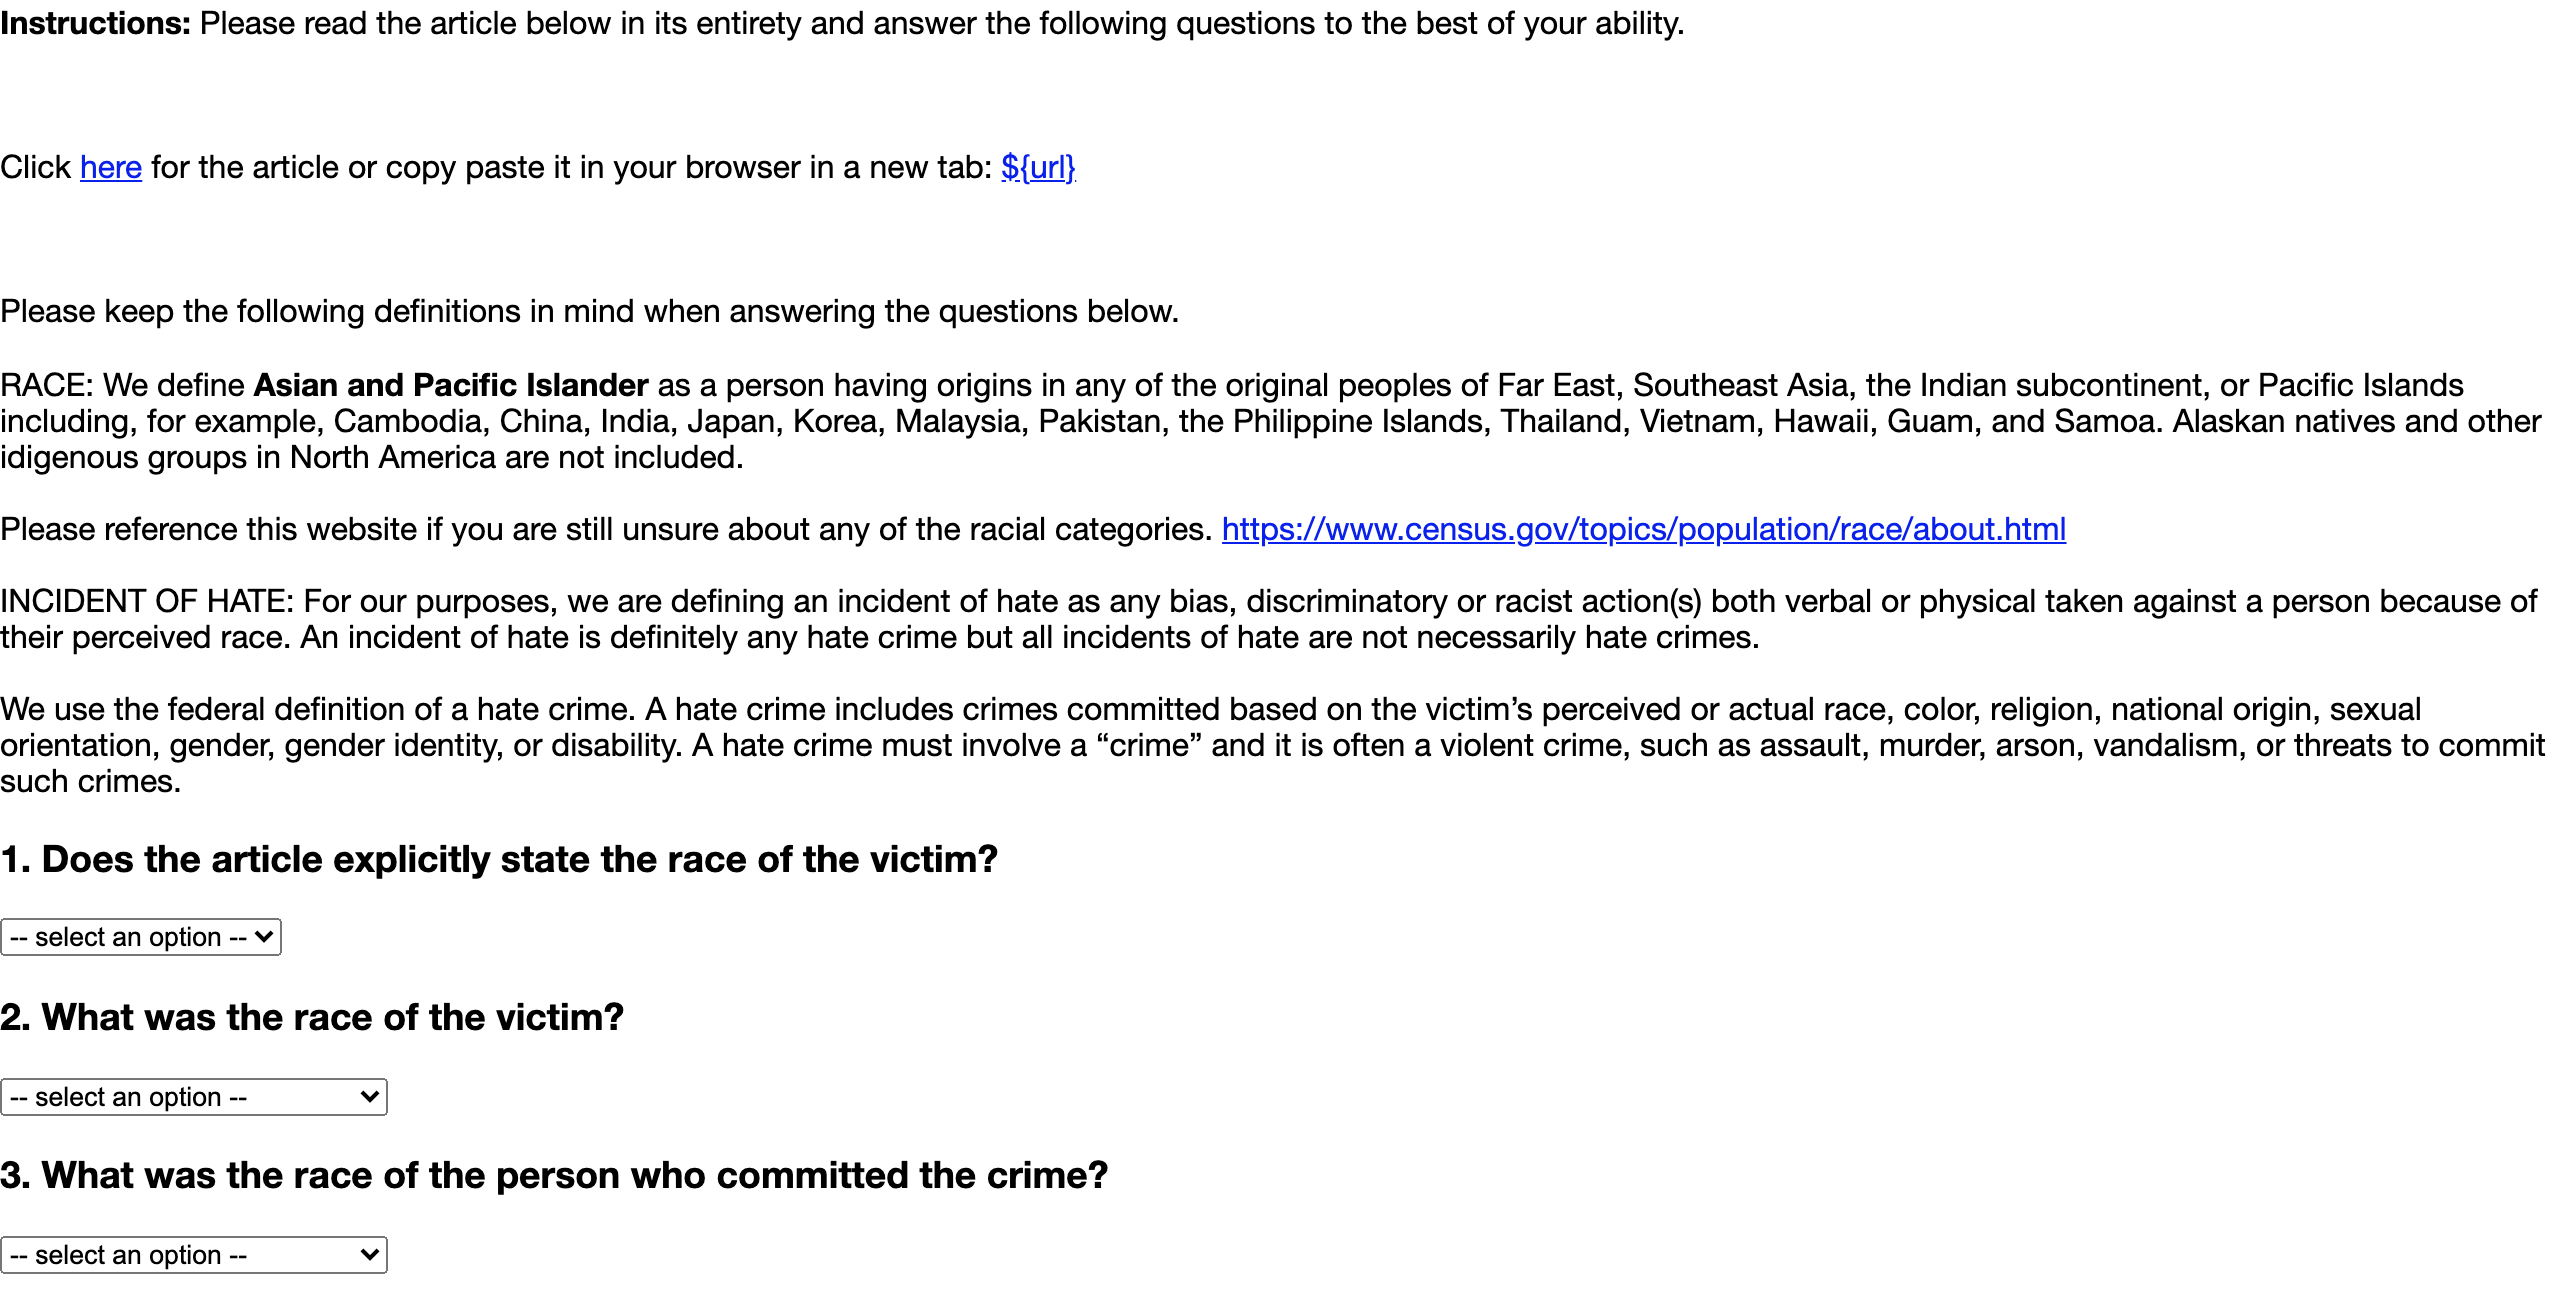 Instructions: Please read the article below in its entirety and answer the following questions to the best of your ability.
Click here for the article or copy paste it in your browser in a new tab: ${url}
Please keep the following definitions in mind when answering the questions below.
RACE: We define Asian and Pacific Islander as a person having origins in any of the original peoples of Far East, Southeast Asia, the Indian subcontinent, or Pacific Islands
including, for example, Cambodia, China, India, Japan, Korea, Malaysia, Pakistan, the Philippine Islands, Thailand, Vietnam, Hawaii, Guam, and Samoa. Alaskan natives and other
idigenous groups in North America are not included.
Please reference this website if you are still unsure about any of the racial categories. https://www.census.gov/topics/population/race/about.html
INCIDENT OF HATE: For our purposes, we are defining an incident of hate as any bias, discriminatory or racist action(s) both verbal or physical taken against a person because of
their perceived race. An incident of hate is definitely any hate crime but all incidents of hate are not necessarily hate crimes.
We use the federal definition of a hate crime. A hate crime includes crimes committed based on the victim’s perceived or actual race, color, religion, national origin, sexual
orientation, gender, gender identity, or disability. A hate crime must involve a “crime” and it is often a violent crime, such as assault, murder, arson, vandalism, or threats to commit
such crimes.
1. Does the article explicitly state the race of the victim?
-- select an option --
2. What was the race of the victim?
-- select an option --
3. What was the race of the person who committed the crime?
-- select an option --